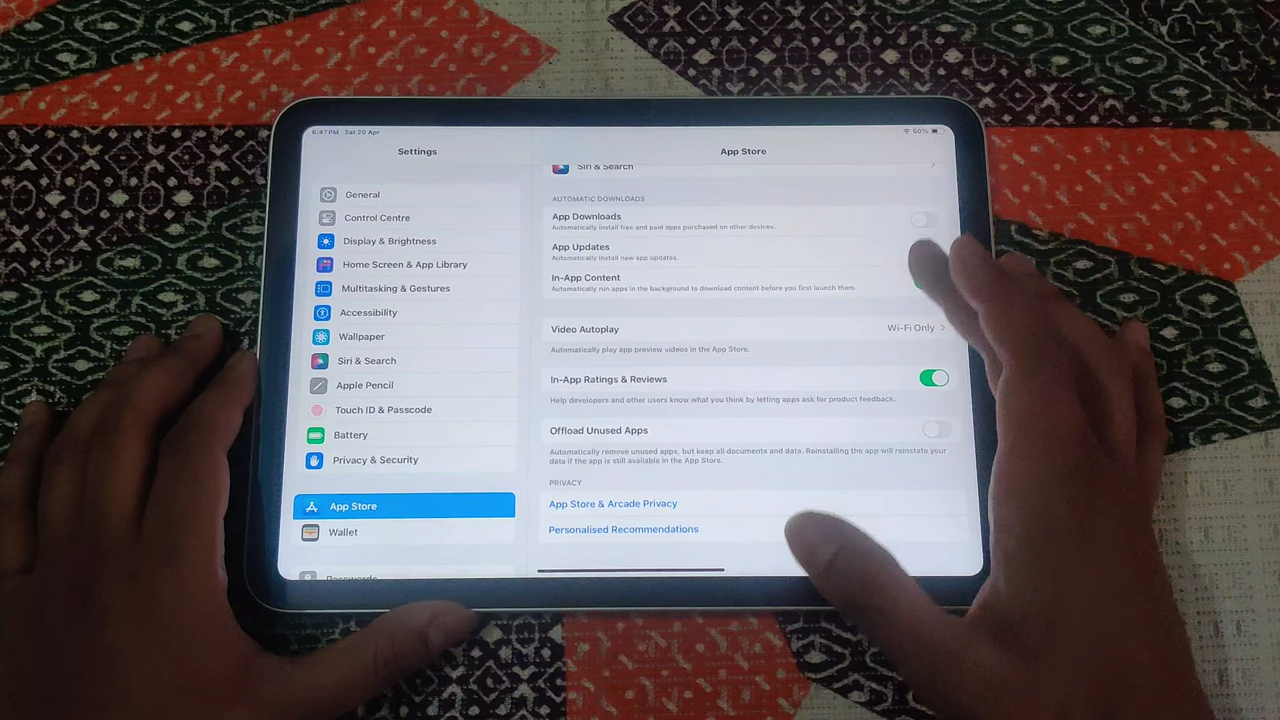 6:47 PM Sat 20 Apr
50%
Settings
General
Control Centre
Display & Brightness
Home Screen & App Library
Multitasking & Gestures
Accessibility
Wallpaper
Siri & Search
Apple Pencil
Touch ID & Passcode
Battery
Privacy & Security
App Store
Wallet
Passwords
App Store
Siri & Search
AUTOMATIC DOWNLOADS
App Downloads
Automatically install free and paid apps purchased on other devices.
App Updates
Automatically install new app updates.
In-App Content
Automatically run apps in the background to download content before you first launch them.
Video Autoplay
Wi-Fi Only
Automatically play app preview videos in the App Store.
In-App Ratings & Reviews
Help developers and other users know what you think by letting apps ask for product feedback.
Offload Unused Apps
Automatically remove unused apps, but keep all documents and data. Reinstalling the app will reinstate your
data if the app is still available in the App Store.
PRIVACY
App Store & Arcade Privacy
Personalised Recommendations